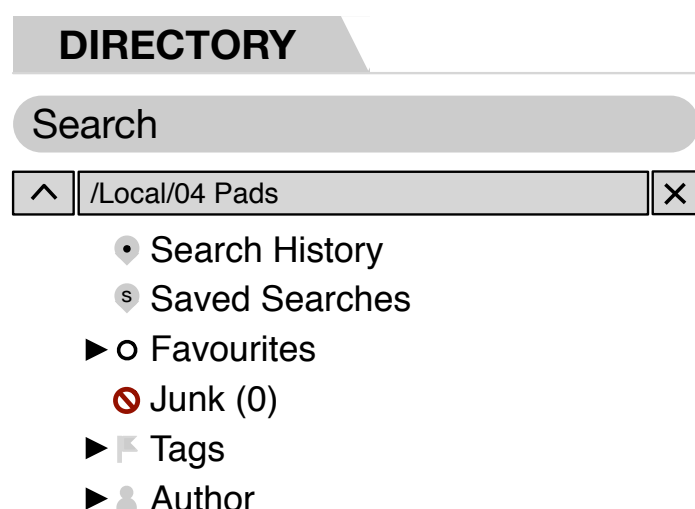 DIRECTORY
Search
/Local/04 Pads
Search History
s Saved Searches
Favourites
Junk (0)
Tags
Author